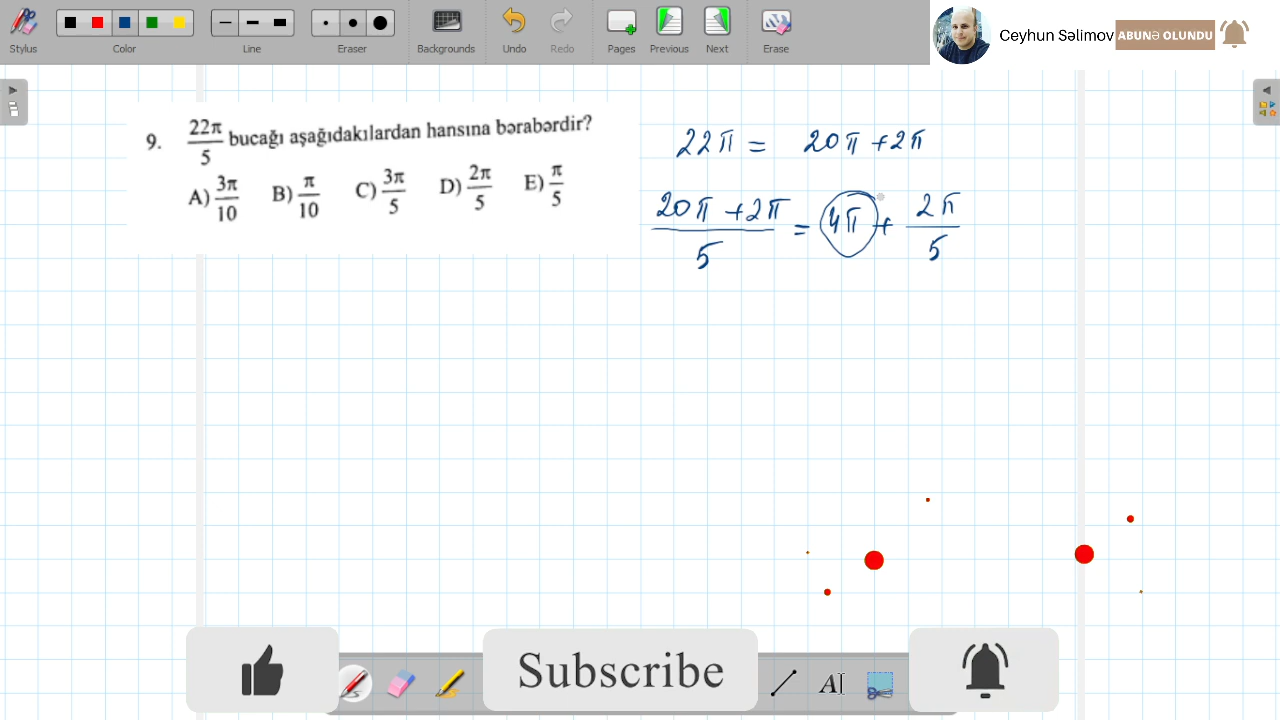 Stylus Color Line Eraser Backgrounds Undo Redo Pages Previous Next Erase
Ceyhun Səlimov ABUNƏ OLUNDU
9. 22π/5 bucağı aşağıdakılardan hansına bərabərdir?
A) 3π/10 B) π/10 C) 3π/5 D) 2π/5 E) π/5
22π = 20π + 2π
20π + 2π / 5 = 4π + 2π/5
Subscribe
A